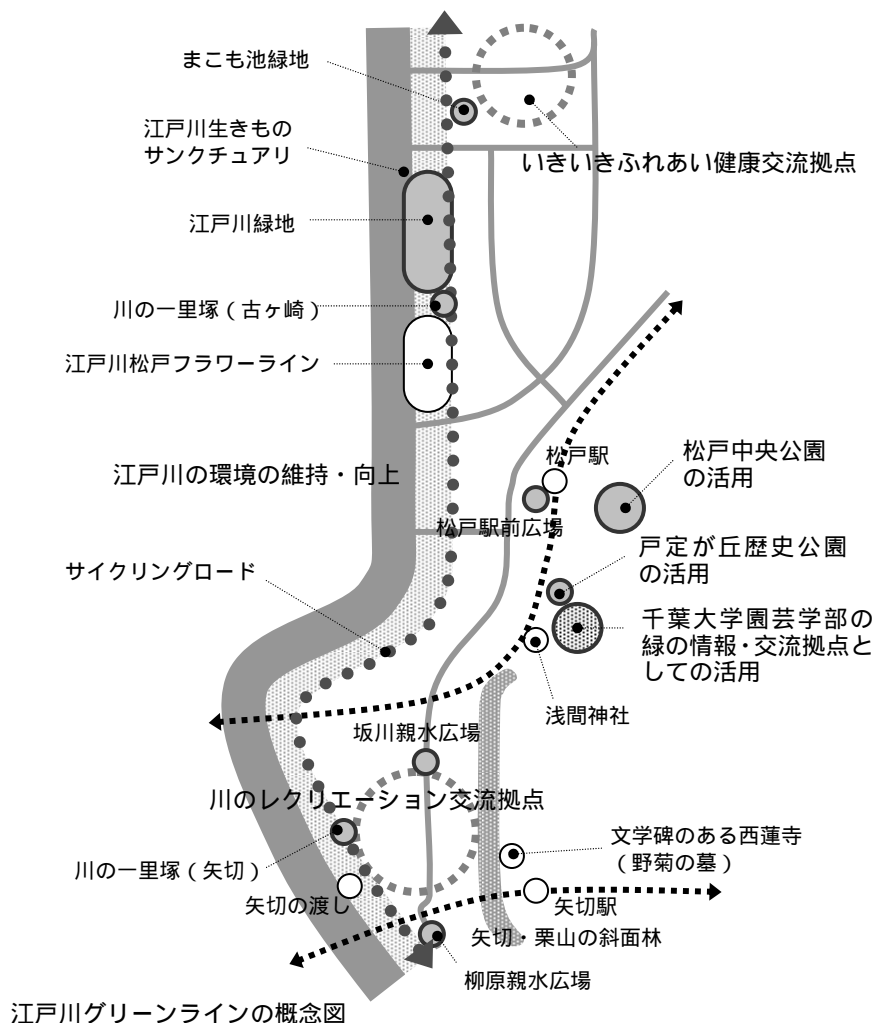 まこも池緑地
江戸川生きもの
サンクチュアリ
いきいきふれあい健康交流拠点
江戸川緑地
川の一里塚(古ヶ崎)
江戸川松戸フラワーライン
松戸駅
松戸中央公園
の活用
江戸川の環境の維持・向上
松戸駅前広場
戸定が丘歴史公園
の活用
サイクリングロード
千葉大学園芸学部の
緑の情報・交流拠点と
しての活用
浅間神社
坂川親水広場
川のレクリエーション交流拠点
文学碑のある西蓮寺
(野菊の墓)
川の一里塚(矢切)
矢切の渡し
矢切駅
矢切・栗山の斜面林
柳原親水広場
江戸川グリーンラインの概念図